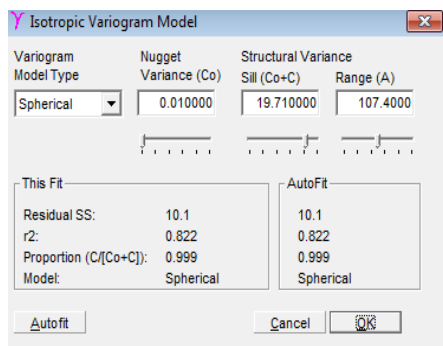 Isotropic Variogram Model
Variogram Nugget Structural Variance
Model Type Variance (Co) Sill (Co+C) Range (A)
Spherical 0.010000 19.710000 107.4000
This Fit AutoFit
Residual SS: 10.1 10.1
r2: 0.822 0.822
Proportion (C/[Co+C]): 0.999 0.999
Model: Spherical Spherical
Autofit Cancel OK